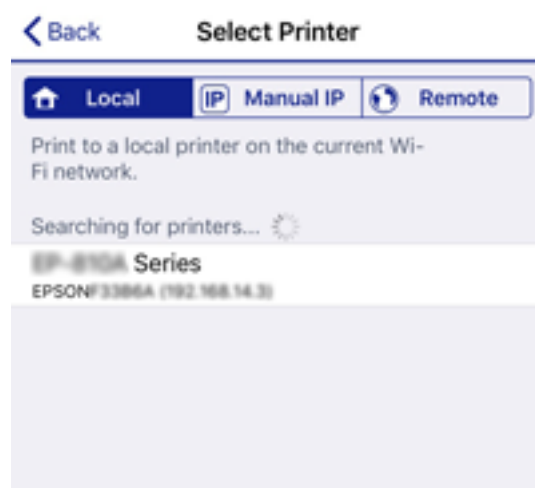 Back
Select Printer
Local
IP Manual IP
Remote
Print to a local printer on the current Wi-
Fi network.
Searching for printers...
Series
EPSON